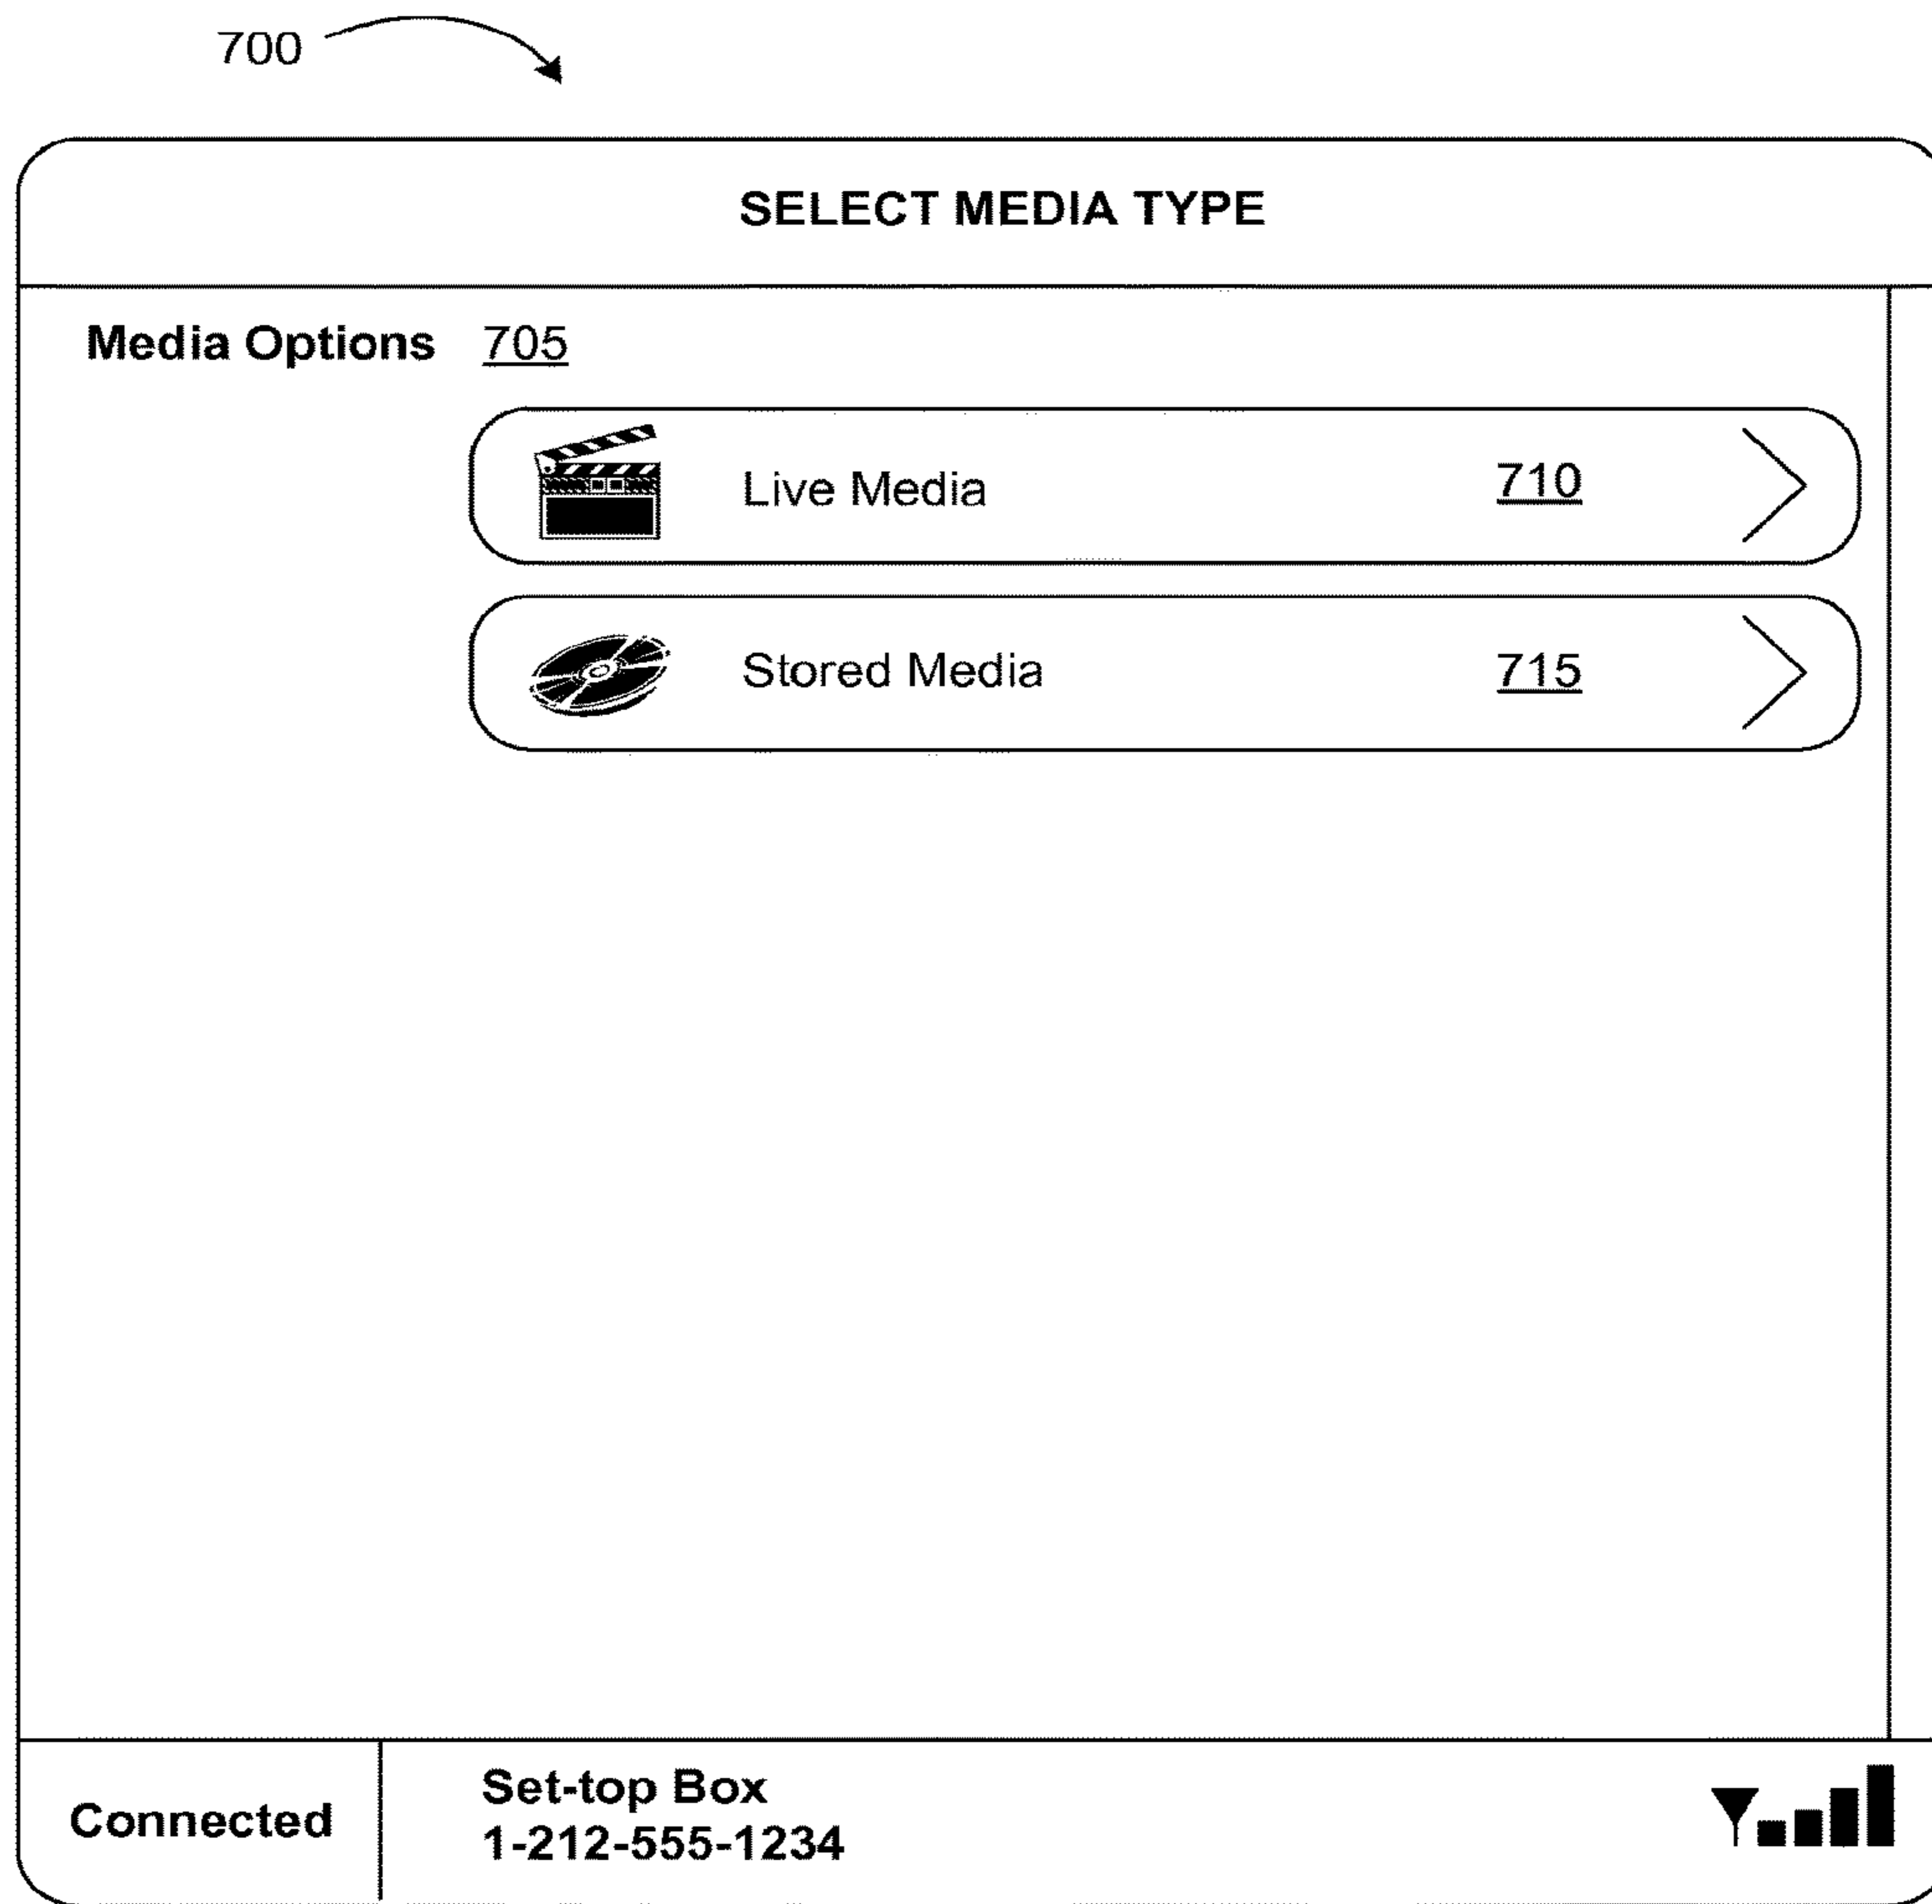 700
SELECT MEDIA TYPE
Media Options 705
Live Media 710
Stored Media 715
Connected
Set-top Box
1-212-555-1234